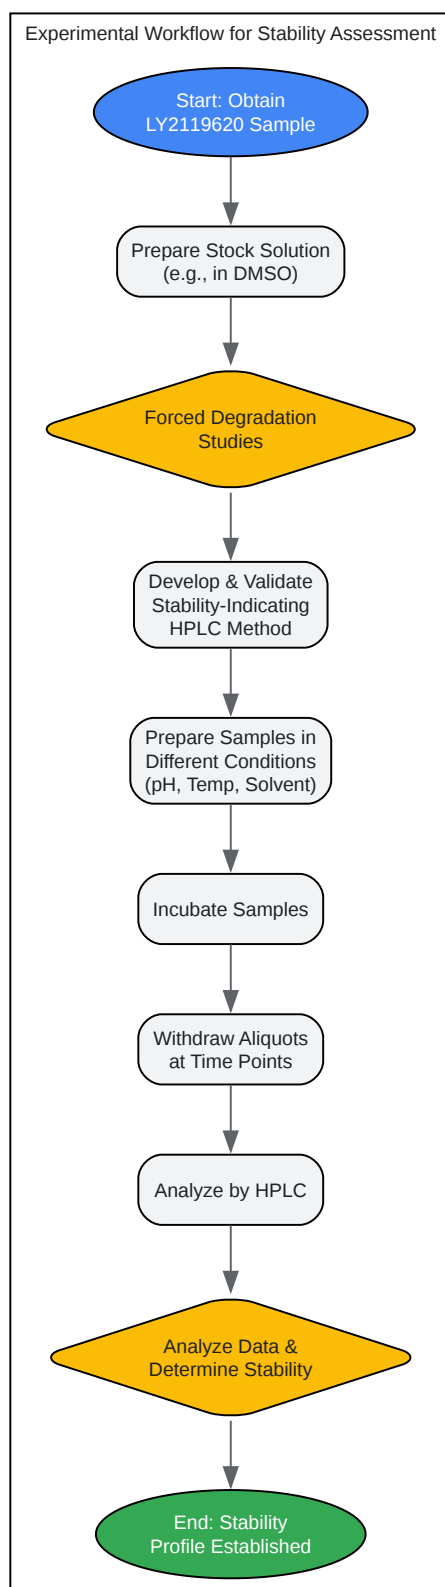 Experimental Workflow for Stability Assessment
Start: Obtain
LY2119620 Sample
Prepare Stock Solution
(e.g., in DMSO)
Forced Degradation
Studies
Develop & Validate
Stability-Indicating
HPLC Method
Prepare Samples in
Different Conditions
(pH, Temp, Solvent)
Incubate Samples
Withdraw Aliquots
at Time Points
Analyze by HPLC
Analyze Data &
Determine Stability
End: Stability
Profile Established